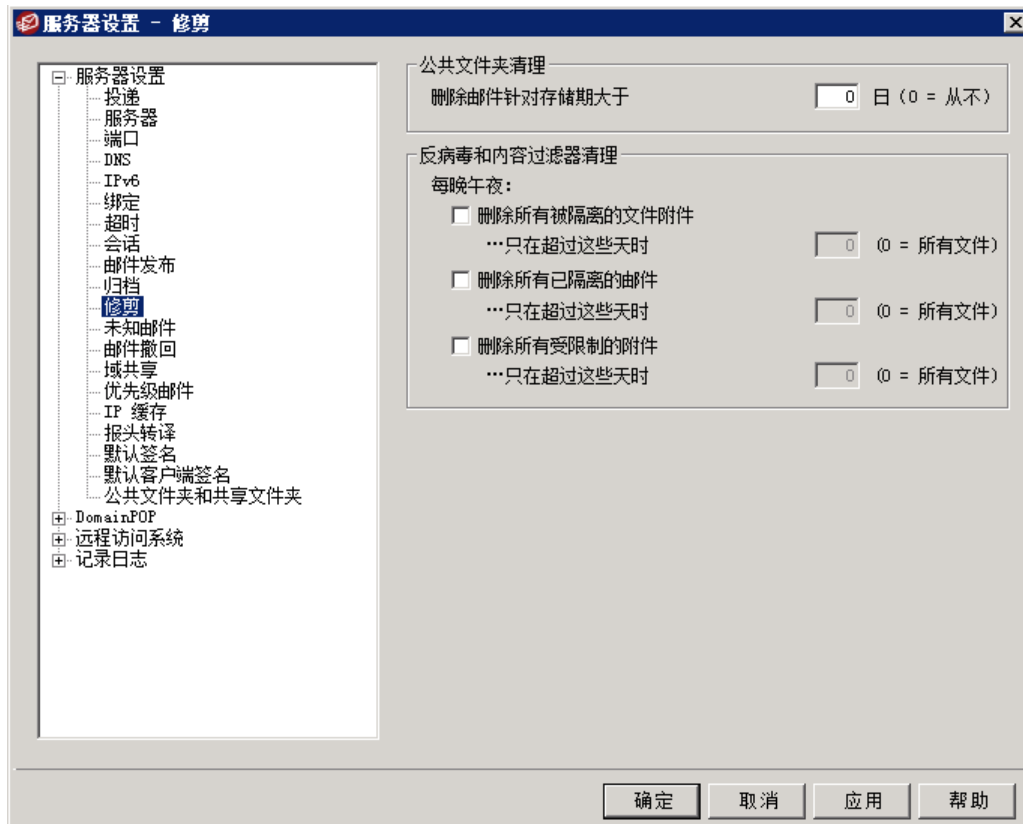 服务器设置 - 修剪
服务器设置
投递
服务器
端口
DNS
IPv6
绑定
超时
会话
邮件发布
归档
修剪
未知邮件
邮件撤回
域共享
优先级邮件
IP 缓存
报头转译
默认签名
默认客户端签名
公共文件夹和共享文件夹
DomainPOP
远程访问系统
记录日志
公共文件夹清理
删除邮件针对存储期大于 0 日 (0 = 从不)
反病毒和内容过滤器清理
每晚午夜:
删除所有被隔离的文件附件
…只在超过这些天时 0 (0 = 所有文件)
删除所有已隔离的邮件
…只在超过这些天时 0 (0 = 所有文件)
删除所有受限制的附件
…只在超过这些天时 0 (0 = 所有文件)
确定 取消 应用 帮助